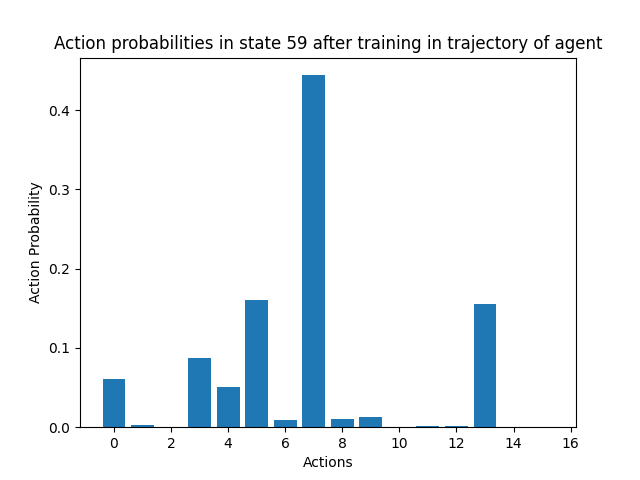 Action probabilities in state 59 after training in trajectory of agent
0.4
0.3
0.2
0.1
0.0
Action Probability
0 2 4 6 8 10 12 14 16
Actions